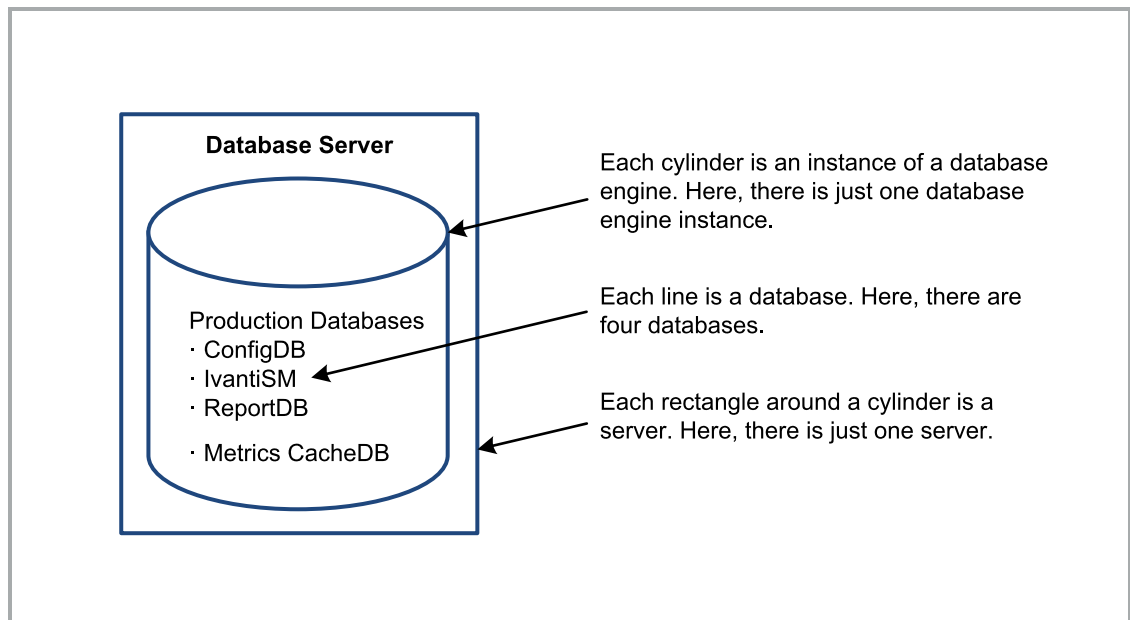 Database Server
Each cylinder is an instance of a database
engine. Here, there is just one database
engine instance.
Each line is a database. Here, there are
four databases.
Production Databases
· ConfigDB
· IvantiSM
· ReportDB
· Metrics CacheDB
Each rectangle around a cylinder is a
server. Here, there is just one server.